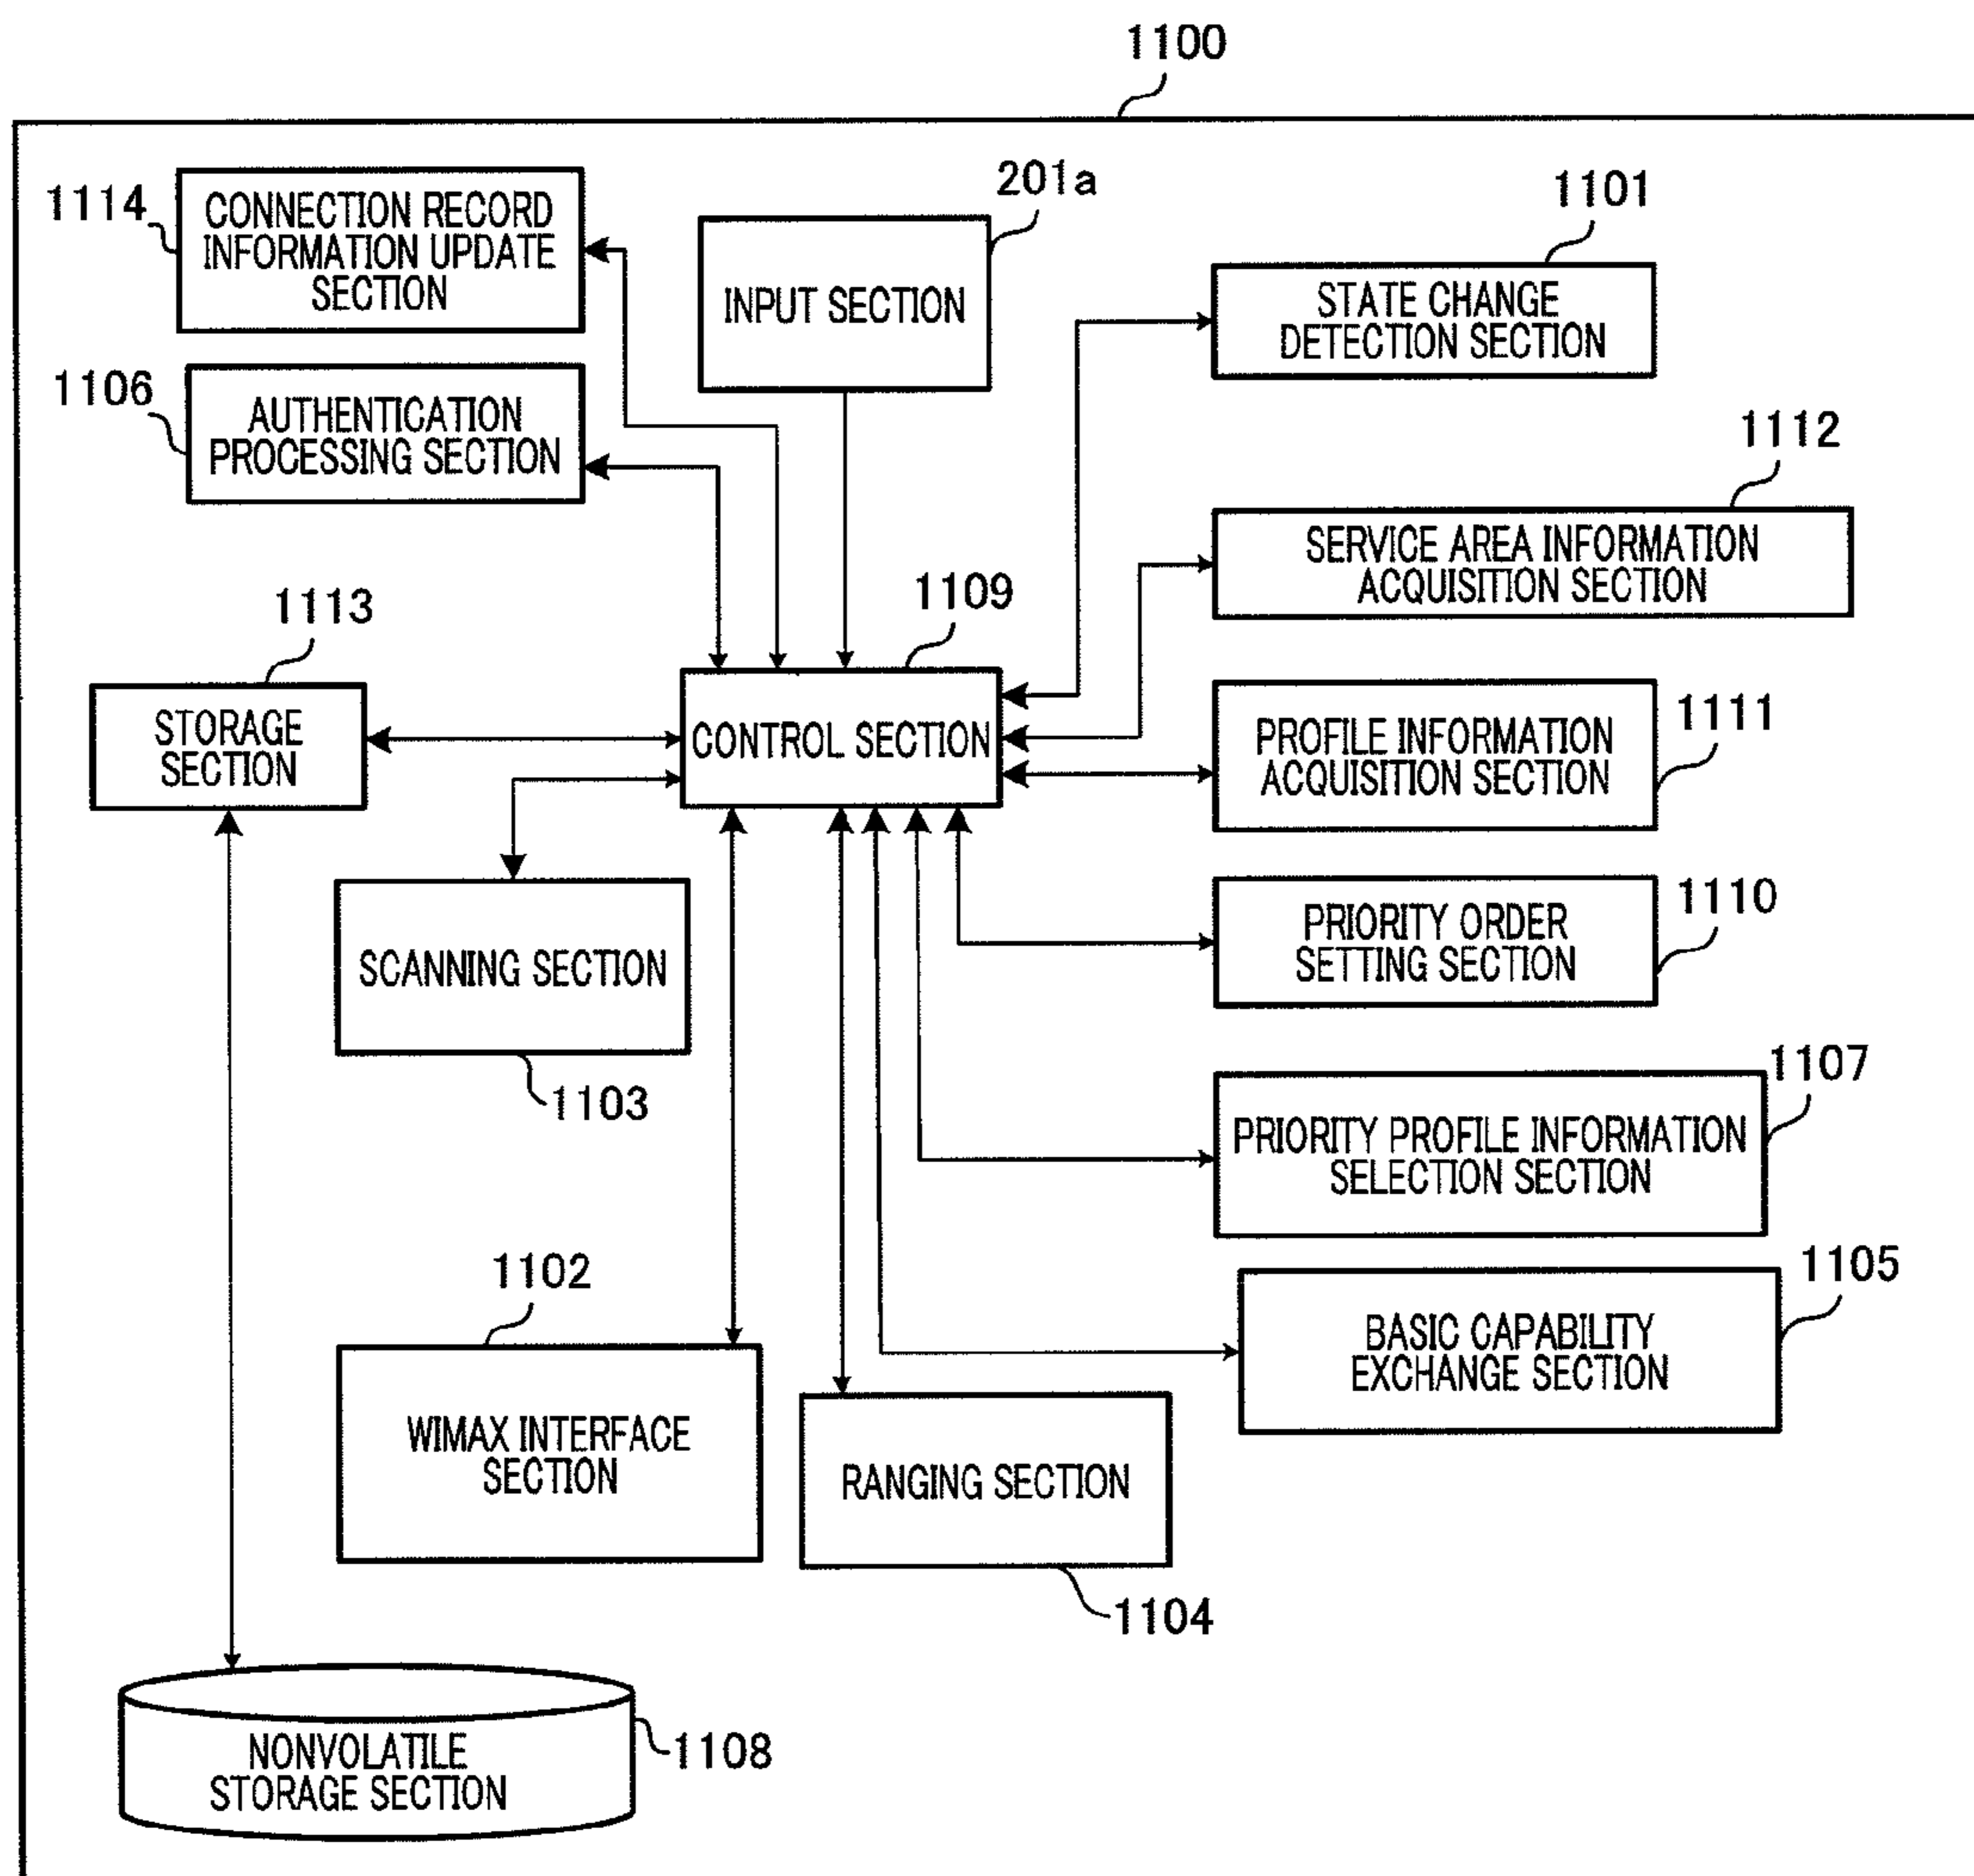 1100
1114
CONNECTION RECORD
INFORMATION UPDATE
SECTION
201a
INPUT SECTION
1101
STATE CHANGE
DETECTION SECTION
1106
AUTHENTICATION
PROCESSING SECTION
1112
SERVICE AREA INFORMATION
ACQUISITION SECTION
1113
STORAGE
SECTION
1109
CONTROL SECTION
1111
PROFILE INFORMATION
ACQUISITION SECTION
SCANNING SECTION
1103
1110
PRIORITY ORDER
SETTING SECTION
1107
PRIORITY PROFILE INFORMATION
SELECTION SECTION
1102
WIMAX INTERFACE
SECTION
RANGING SECTION
1104
1105
BASIC CAPABILITY
EXCHANGE SECTION
NONVOLATILE
STORAGE SECTION
1108